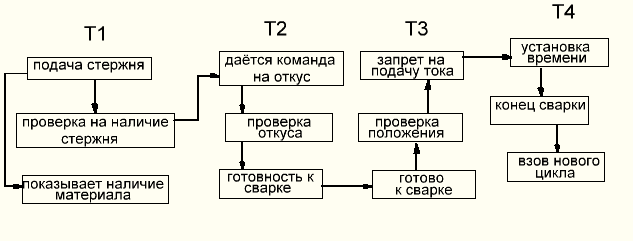 T1
подача стержня
проверка на наличие
стержня
показывает наличие
материала
T2
даётся команда
на откус
проверка
откуса
готовность к
сварке
T3
запрет на
подачу тока
проверка
положения
готово
к сварке
T4
установка
времени
конец сварки
взов нового
цикла